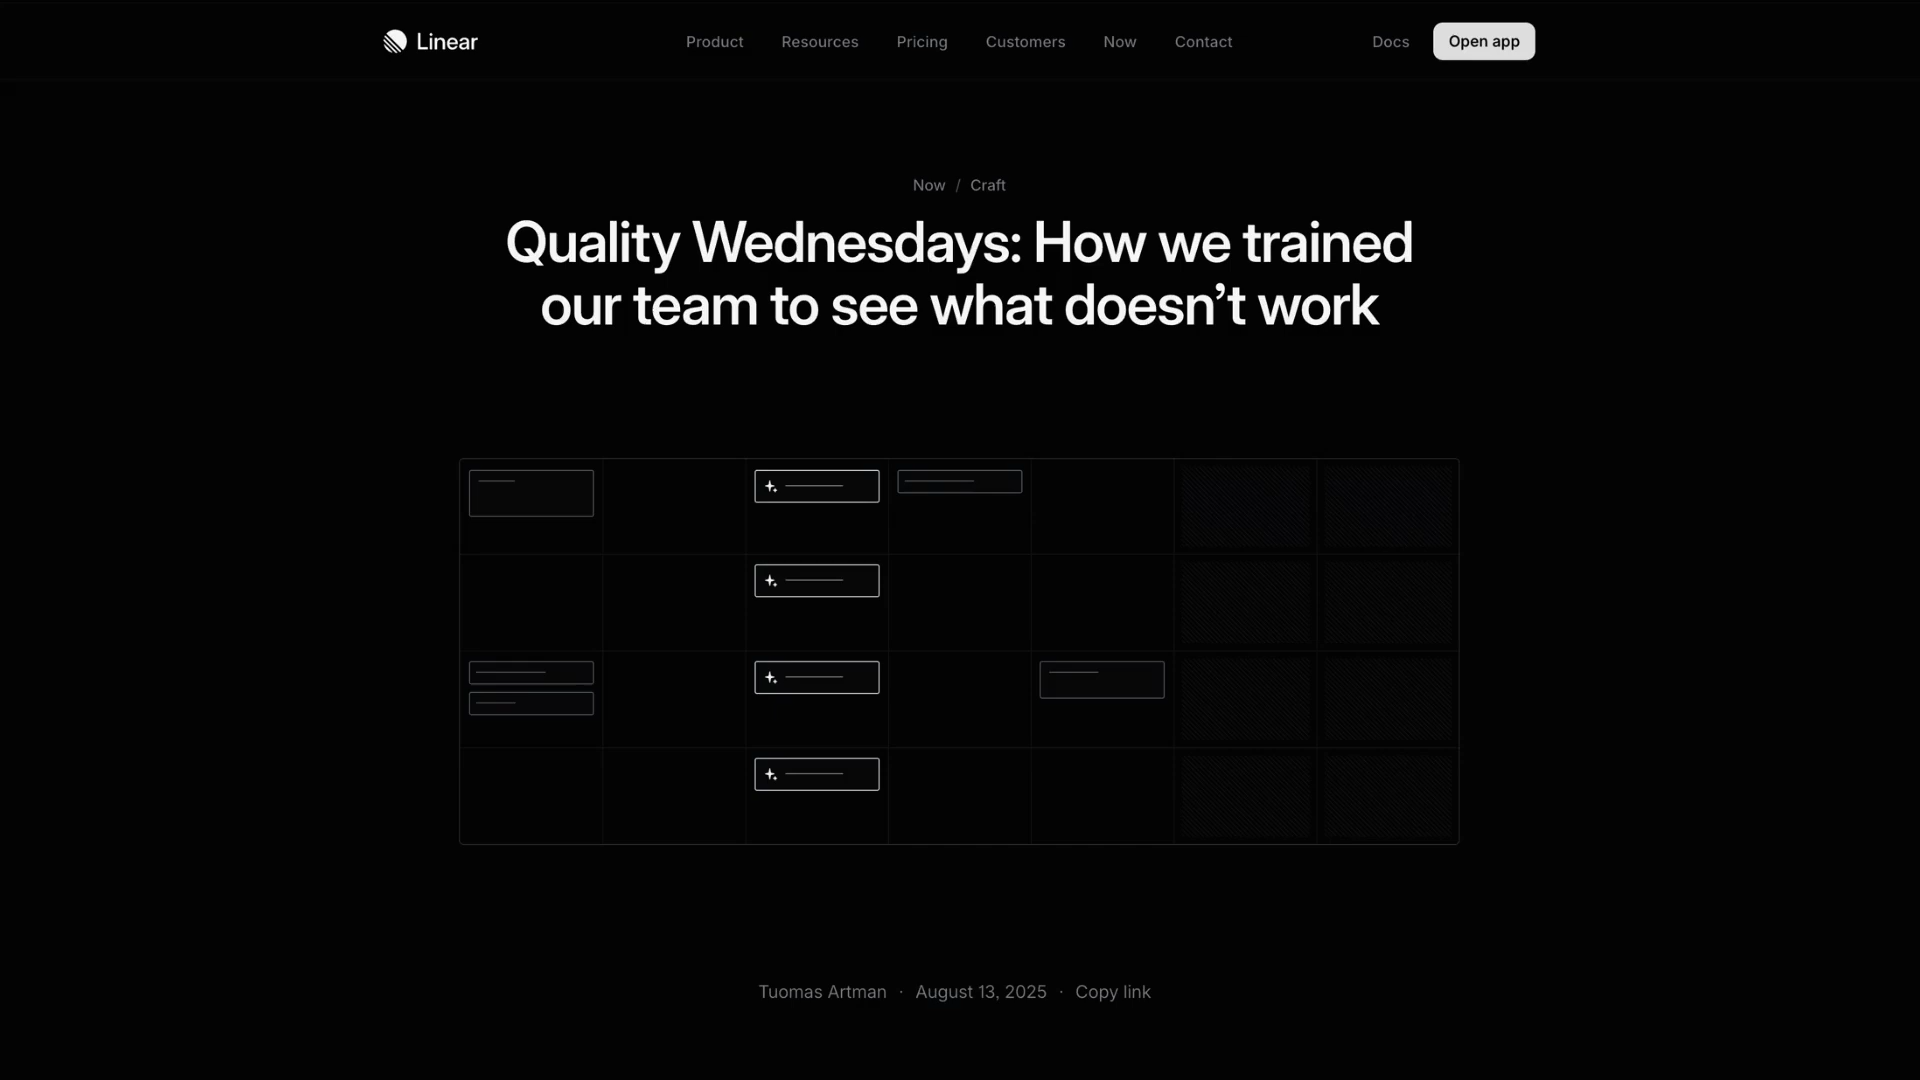 Linear
Product
Resources
Pricing
Customers
Now
Contact
Docs
Open app
Now / Craft
Quality Wednesdays: How we trained
our team to see what doesn’t work
Tuomas Artman · August 13, 2025 · Copy link